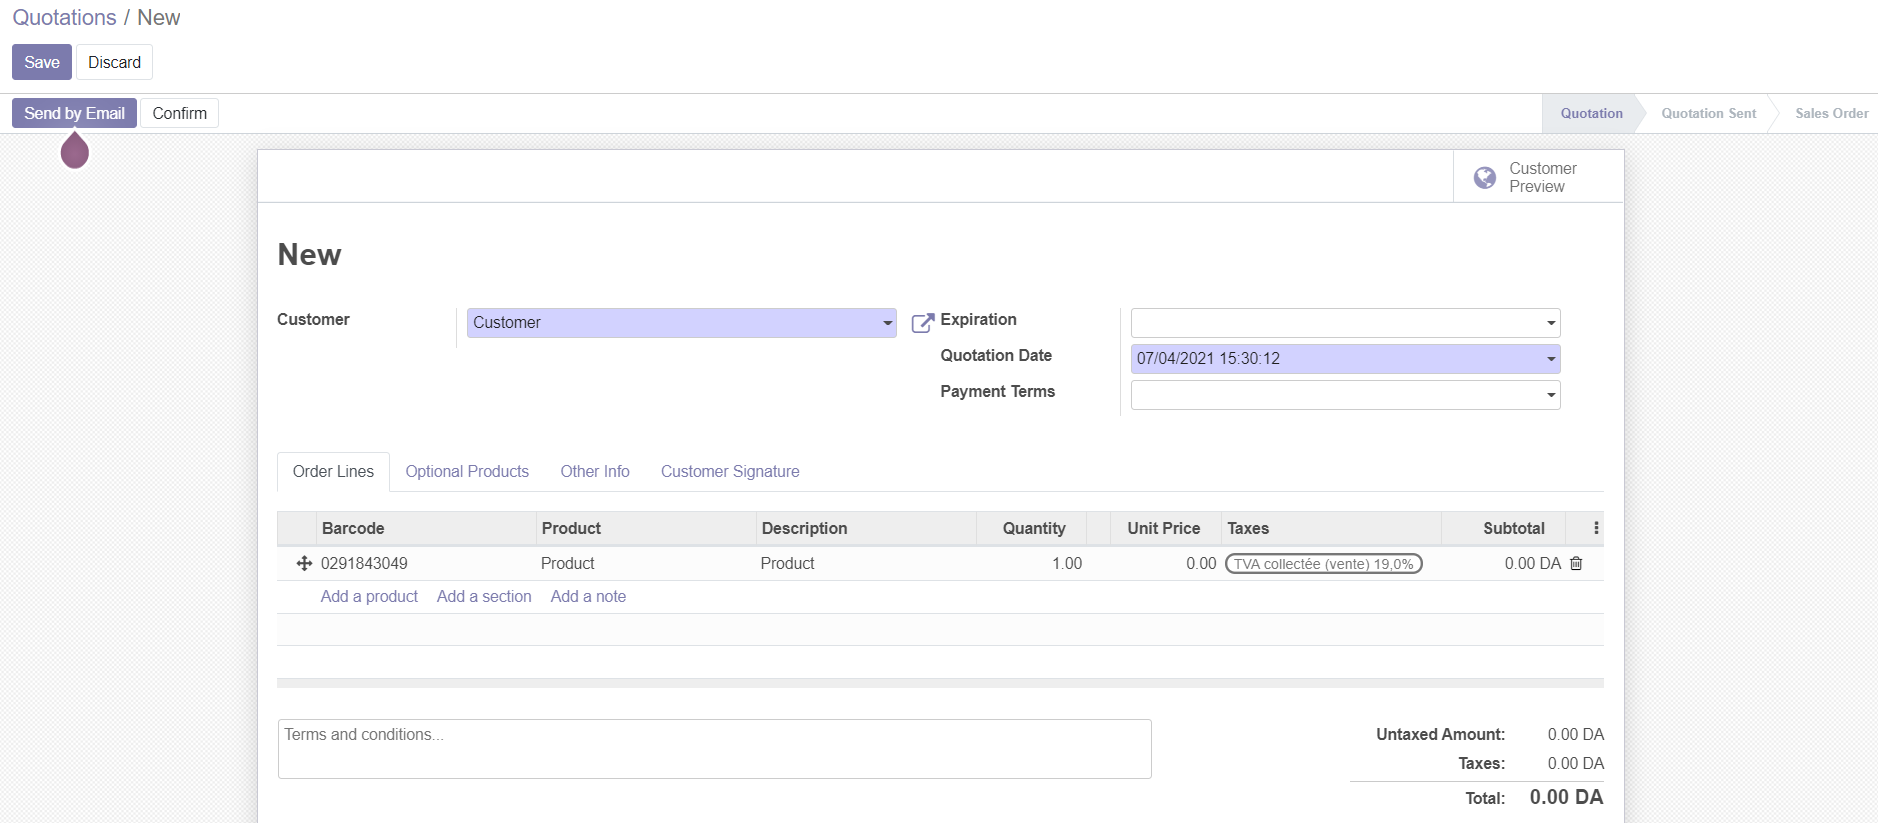 Quotations / New
Save Discard
Send by Email Confirm
Quotation Quotation Sent Sales Order
Customer
Preview
New
Customer Customer Expiration
Quotation Date 07/04/2021 15:30:12
Payment Terms
Order Lines Optional Products Other Info Customer Signature
Barcode Product Description Quantity Unit Price Taxes Subtotal
0291843049 Product Product 1.00 0.00 TVA collectée (vente) 19,0% 0.00 DA
Add a product Add a section Add a note
Terms and conditions...
Untaxed Amount: 0.00 DA
Taxes: 0.00 DA
Total: 0.00 DA